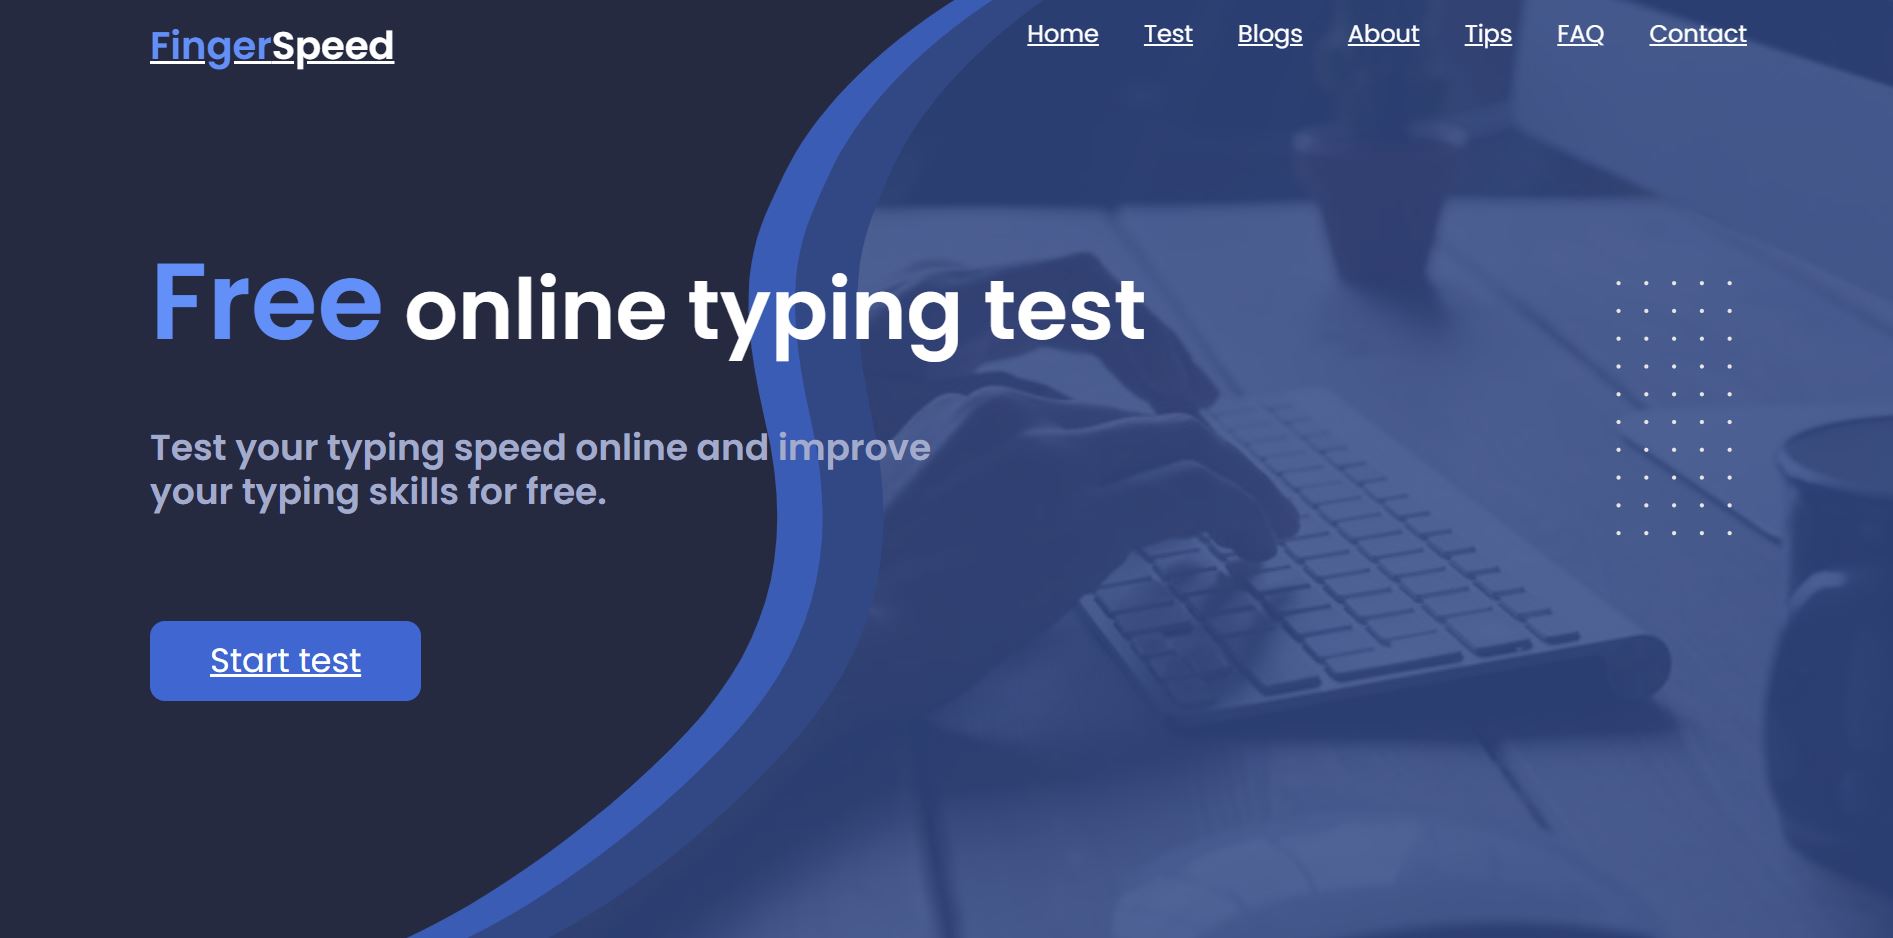 FingerSpeed
Home Test Blogs About Tips FAQ Contact
Free online typing test
Test your typing speed online and improve
your typing skills for free.
Start test